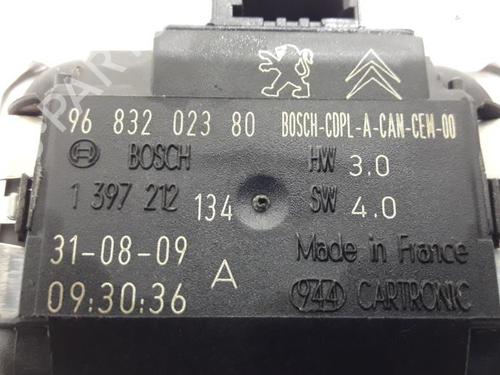 96 832 023 80 BOSCH-CDPL-A-CAN-CEM-00
BOSCH HW 3.0
1 397 212 134 SW 4.0
31-08-09 A Made in France
09:30:36 944 CARTRONIC